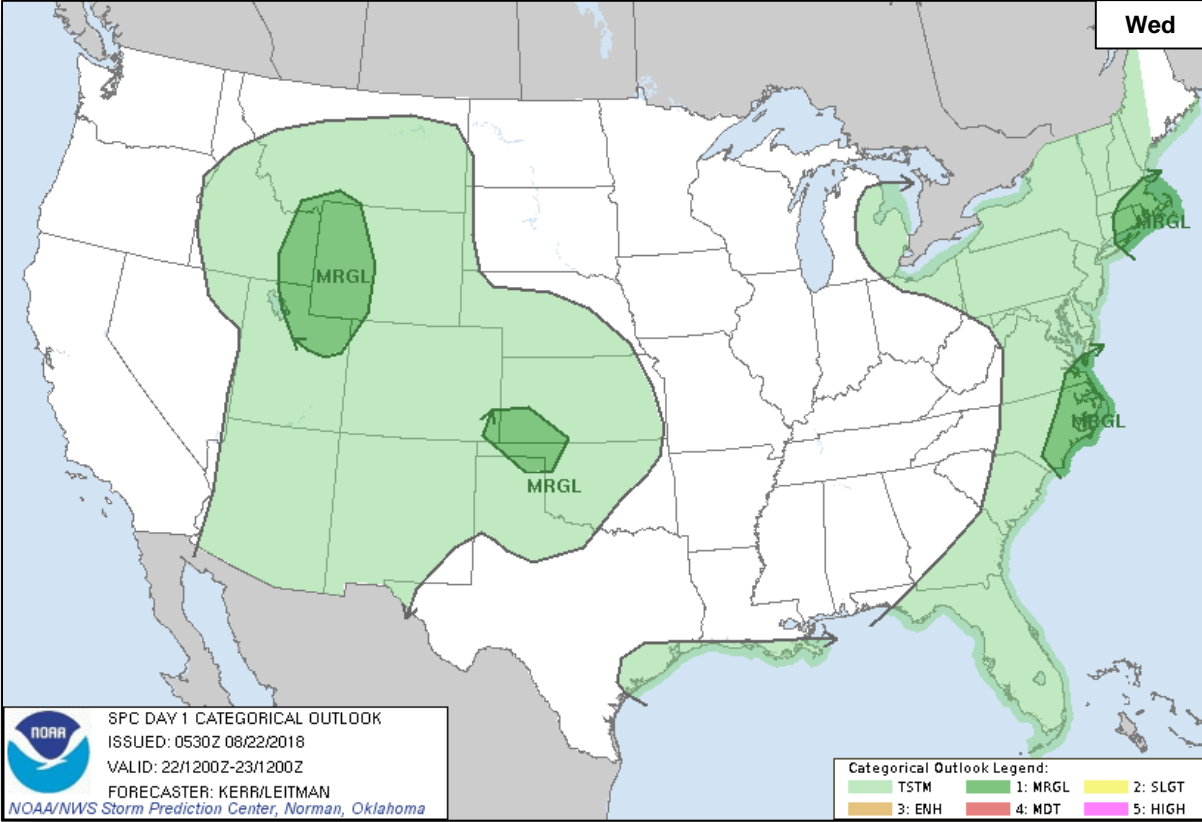 Wed
MRGL
MRGL
MRGL
MRGL
NOAA
SPC DAY 1 CATEGORICAL OUTLOOK
ISSUED: 0530Z 08/22/2018
VALID: 22/1200Z-23/1200Z
FORECASTER: KERR/LEITMAN
NOAA/NWS Storm Prediction Center, Norman, Oklahoma
Categorical Outlook Legend:
TSTM 1: MRGL 2: SLGT
3: ENH 4: MDT 5: HIGH